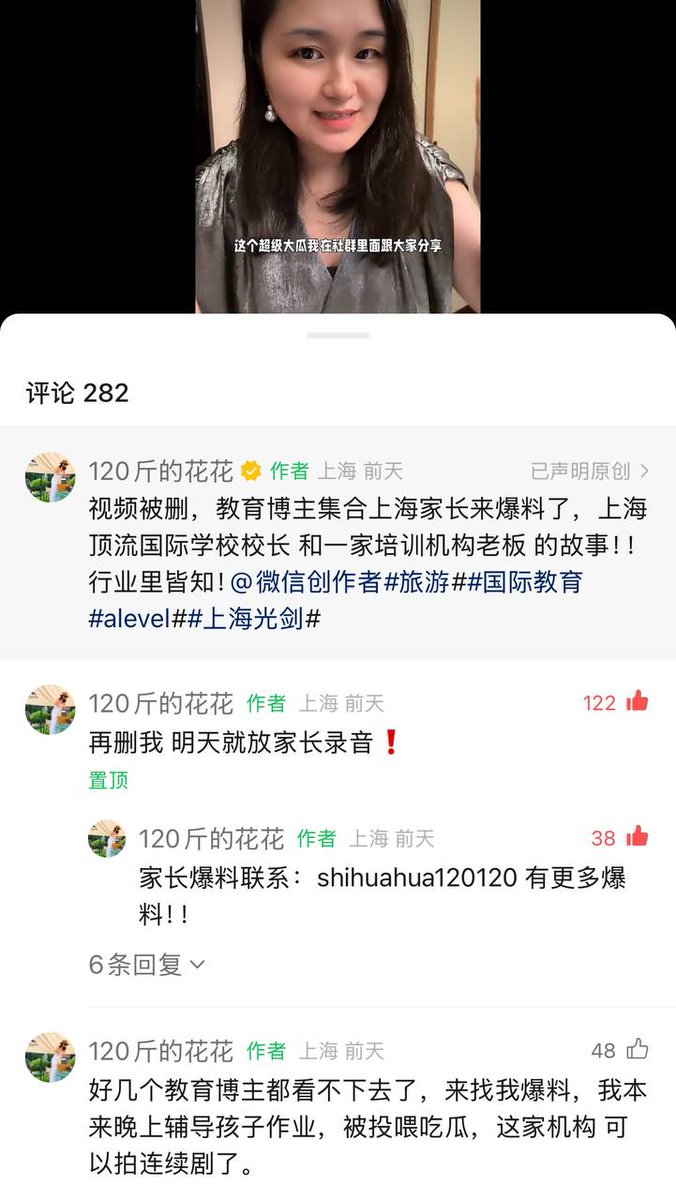 这个超级大瓜我在社群里面跟大家分享
评论 282
120斤的花花 作者 上海 前天 已声明原创
视频被删，教育博主集合上海家长来爆料了，上海
顶流国际学校校长 和一家培训机构老板 的故事！！
行业里皆知！@微信创作者#旅游##国际教育
#alevel##上海光剑#
120斤的花花 作者 上海 前天 122
再删我 明天就放家长录音❗
置顶
120斤的花花 作者 上海 前天 38
家长爆料联系：shihuahua120120 有更多爆
料！！
6条回复
120斤的花花 作者 上海 前天 48
好几个教育博主都看不下去了，来找我爆料，我本
来晚上辅导孩子作业，被投喂吃瓜，这家机构 可
以拍连续剧了。